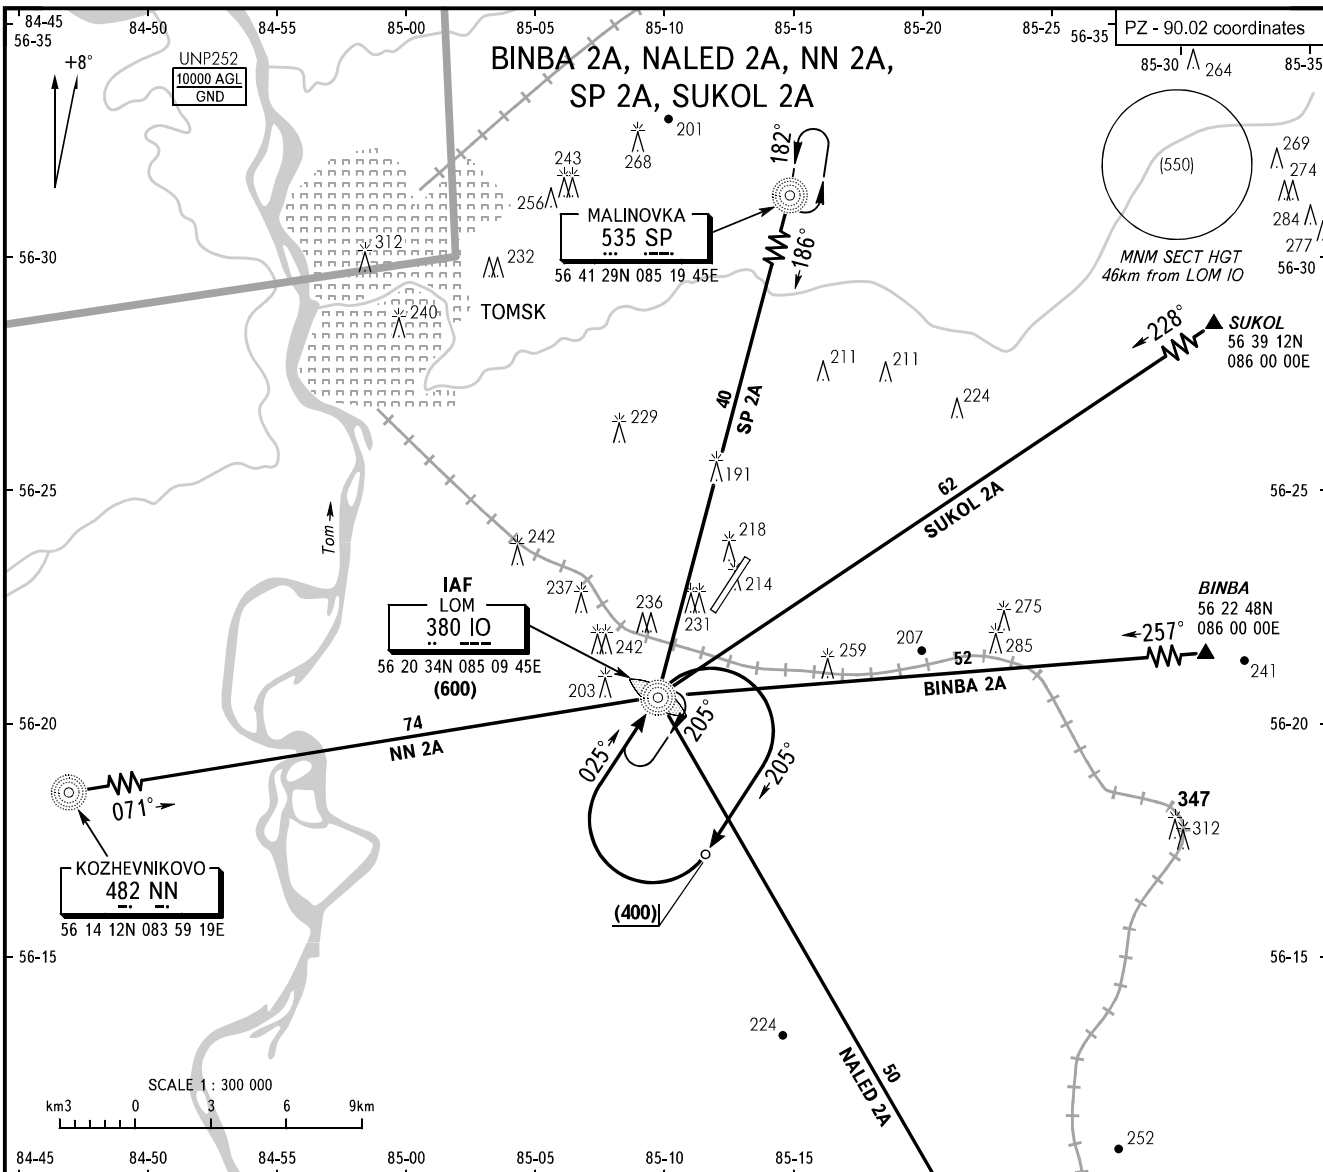 84-45 84-50 84-55 85-00 85-05 85-10 85-15 85-20 85-25
56-35 56-35
PZ - 90.02 coordinates
85-30 85-35
+8°
UNP252
10000 AGL
GND
BINBA 2A, NALED 2A, NN 2A,
SP 2A, SUKOL 2A
264
201
268
243
256
312
232
240
TOMSK
182°
186°
MALINOVKA
535 SP
56 41 29N 085 19 45E
(550)
MNM SECT HGT
46km from LOM IO
269
274
284
277
56-30 56-30
228°
SUKOL
56 39 12N
086 00 00E
211
211
224
229
40
SP 2A
191
62
SUKOL 2A
56-25 56-25
Tom
242
218
214
237
236
231
242
203
IAF
LOM
380 IO
56 20 34N 085 09 45E
(600)
275
285
207
259
BINBA
56 22 48N
086 00 00E
257°
241
52
BINBA 2A
56-20 56-20
74
NN 2A
071°
025°
205°
205°
347
312
KOZHEVNIKOVO
482 NN
56 14 12N 083 59 19E
(400)
56-15 56-15
224
50
NALED 2A
252
SCALE 1 : 300 000
km3 0 3 6 9km
84-45 84-50 84-55 85-00 85-05 85-10 85-15